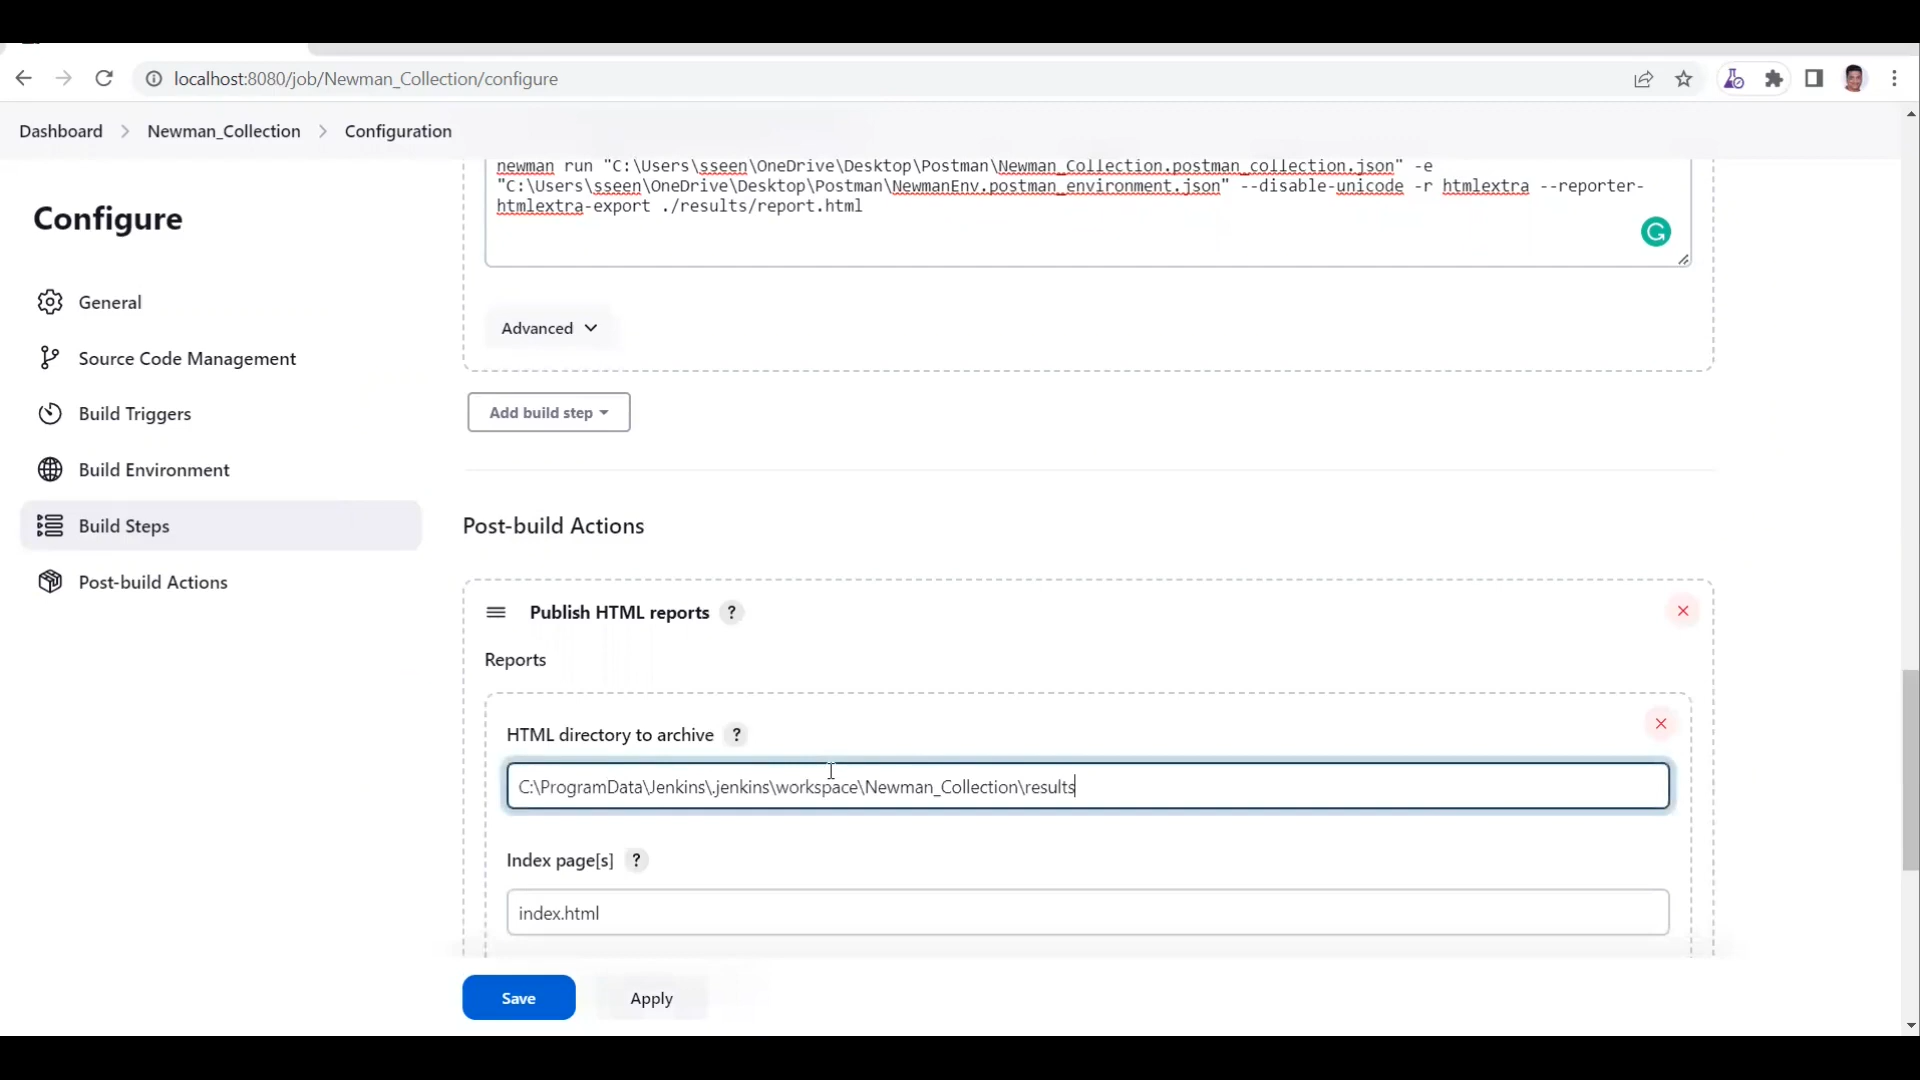 localhost:8080/job/Newman_Collection/configure
Dashboard > Newman_Collection > Configuration
newman run "C:\Users\sseen\OneDrive\Desktop\Postman\Newman_Collection.postman_collection.json" -e
"C:\Users\sseen\OneDrive\Desktop\Postman\NewmanEnv.postman_environment.json" --disable-unicode -r htmlextra --reporter-
htmlextra-export ./results/report.html
Configure
General
Source Code Management
Build Triggers
Build Environment
Build Steps
Post-build Actions
Advanced
Add build step
Post-build Actions
Publish HTML reports ?
Reports
HTML directory to archive ?
C:\ProgramData\Jenkins\.jenkins\workspace\Newman_Collection\results
Index page[s] ?
index.html
Save
Apply